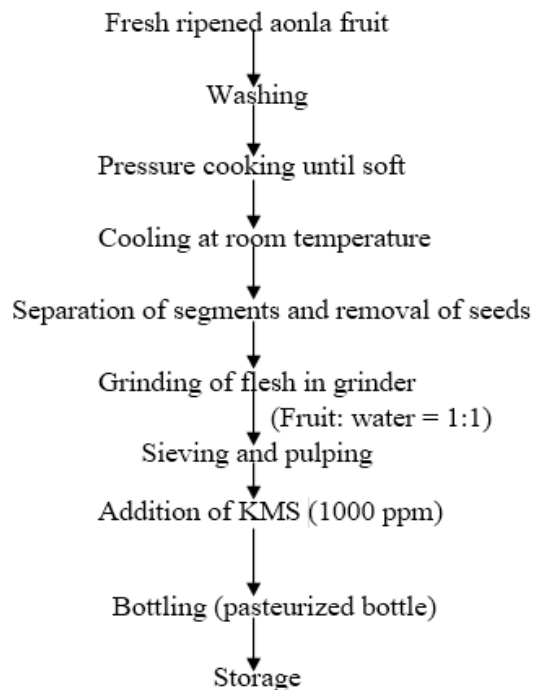 Fresh ripened aonla fruit
Washing
Pressure cooking until soft
Cooling at room temperature
Separation of segments and removal of seeds
Grinding of flesh in grinder
(Fruit: water = 1:1)
Sieving and pulping
Addition of KMS (1000 ppm)
Bottling (pasteurized bottle)
Storage